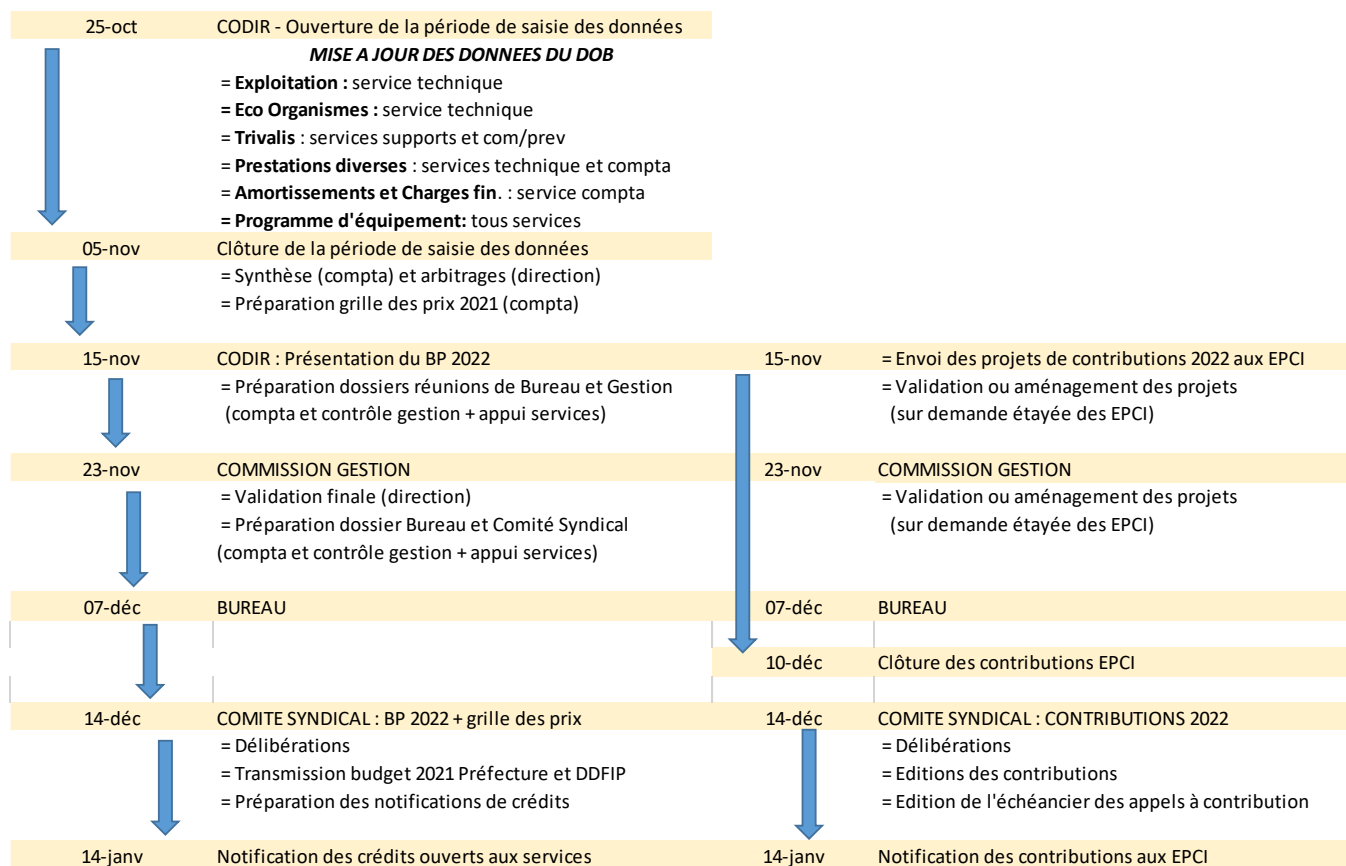 25-oct CODIR - Ouverture de la période de saisie des données
MISE A JOUR DES DONNEES DU DOB
= Exploitation : service technique
= Eco Organismes : service technique
= Trivalis : services supports et com/prev
= Prestations diverses : services technique et compta
= Amortissements et Charges fin. : service compta
= Programme d'équipement: tous services
05-nov Clôture de la période de saisie des données
= Synthèse (compta) et arbitrages (direction)
= Préparation grille des prix 2021 (compta)
15-nov CODIR : Présentation du BP 2022
= Préparation dossiers réunions de Bureau et Gestion
(compta et contrôle gestion + appui services)
23-nov COMMISSION GESTION
= Validation finale (direction)
= Préparation dossier Bureau et Comité Syndical
(compta et contrôle gestion + appui services)
07-déc BUREAU
14-déc COMITE SYNDICAL : BP 2022 + grille des prix
= Délibérations
= Transmission budget 2021 Préfecture et DDFIP
= Préparation des notifications de crédits
14-janv Notification des crédits ouverts aux services
15-nov = Envoi des projets de contributions 2022 aux EPCI
= Validation ou aménagement des projets
(sur demande étayée des EPCI)
23-nov COMMISSION GESTION
= Validation ou aménagement des projets
(sur demande étayée des EPCI)
07-déc BUREAU
10-déc Clôture des contributions EPCI
14-déc COMITE SYNDICAL : CONTRIBUTIONS 2022
= Délibérations
= Editions des contributions
= Edition de l'échéancier des appels à contribution
14-janv Notification des contributions aux EPCI